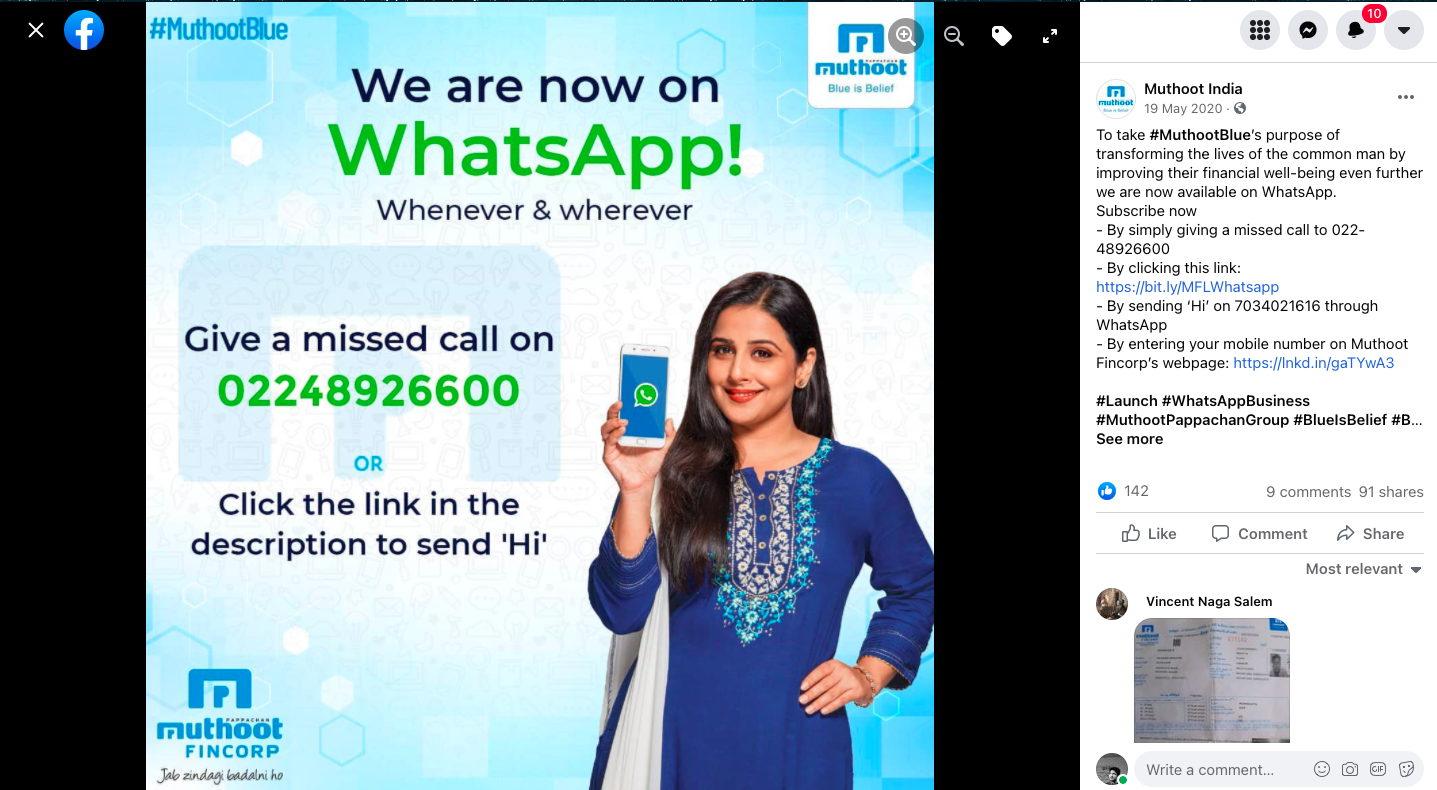 #MuthootBlue
PAPPACHAN
muthoot
Blue is Belief
We are now on
WhatsApp!
Whenever & wherever
Give a missed call on
02248926600
OR
Click the link in the
description to send 'Hi'
PAPPACHAN
muthoot
FINCORP
Jab zindagi badalni ho
10
Muthoot India
19 May 2020 ·
To take #MuthootBlue's purpose of
transforming the lives of the common man by
improving their financial well-being even further
we are now available on WhatsApp.
Subscribe now
- By simply giving a missed call to 022-
48926600
- By clicking this link:
https://bit.ly/MFLWhatsapp
- By sending ‘Hi’ on 7034021616 through
WhatsApp
- By entering your mobile number on Muthoot
Fincorp's webpage: https://lnkd.in/gaTYwA3
#Launch #WhatsAppBusiness
#MuthootPappachanGroup #BlueIsBelief #B...
See more
142 9 comments 91 shares
Like Comment Share
Most relevant
Vincent Naga Salem
muthoot
Write a comment... GIF